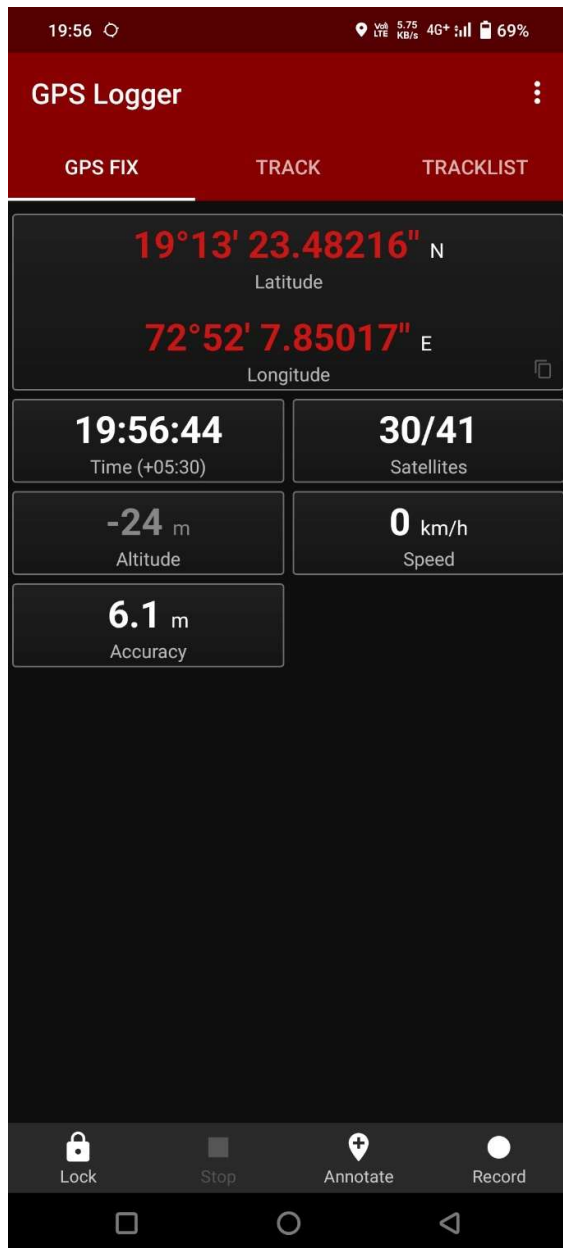 19:56 Vo) LTE 5.75 KB/s 4G+ 69%
GPS Logger
GPS FIX TRACK TRACKLIST
19°13' 23.48216" N
Latitude
72°52' 7.85017" E
Longitude
19:56:44 30/41
Time (+05:30) Satellites
-24 m 0 km/h
Altitude Speed
6.1 m
Accuracy
Lock Stop Annotate Record